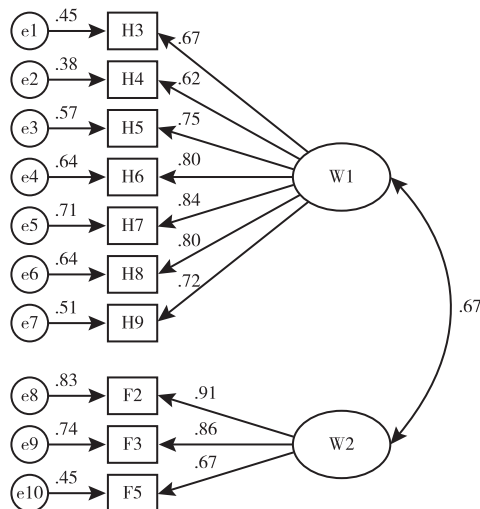 e1 .45 H3 .67
e2 .38 H4 .62
e3 .57 H5 .75
e4 .64 H6 .80 W1
e5 .71 H7 .84
e6 .64 H8 .80
e7 .51 H9 .72
.67
e8 .83 F2 .91
e9 .74 F3 .86 W2
e10 .45 F5 .67